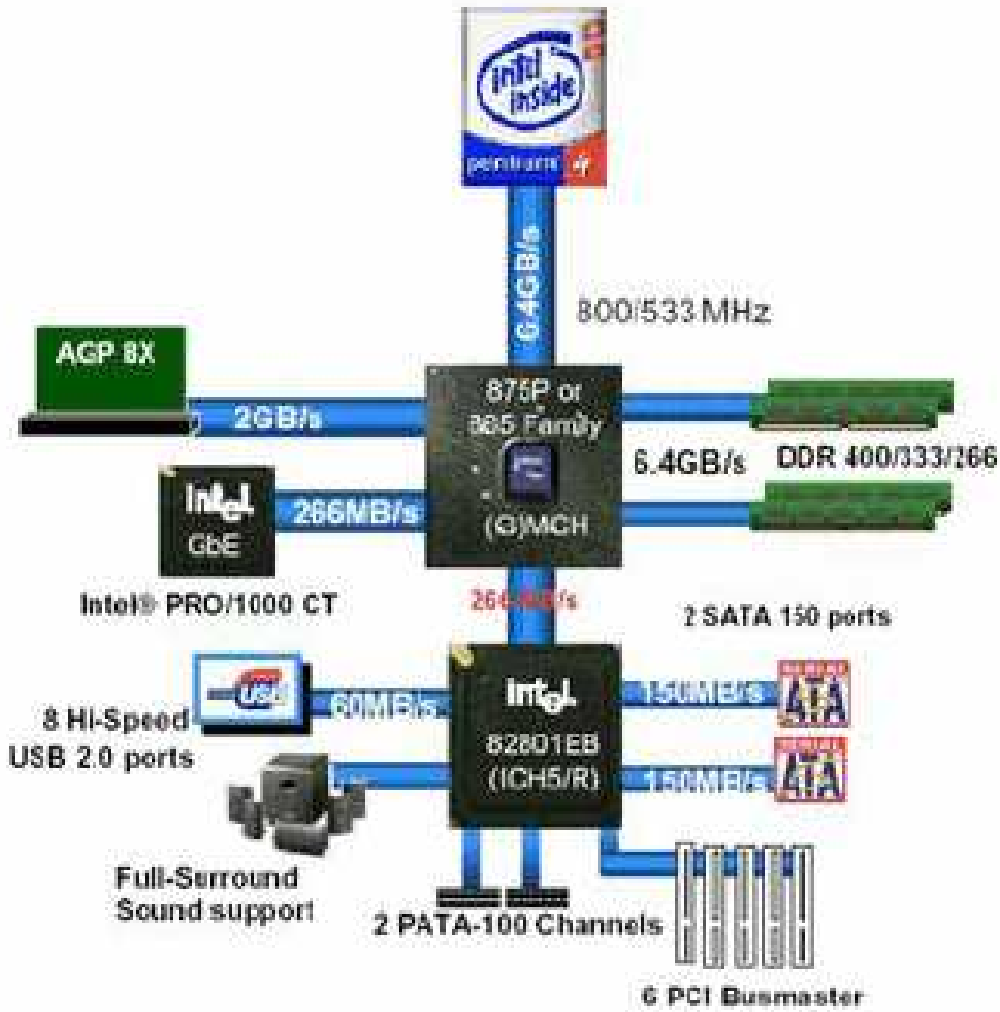 intel
inside
pentium 4
6.4GB/s
800/533 MHz
AGP 8X
2GB/s
875P or
865 Family
(G)MCH
6.4GB/s
DDR 400/333/266
intel
GbE
266MB/s
Intel® PRO/1000 CT
266MB/s
2 SATA 150 ports
USB
60MB/s
8 Hi-Speed
USB 2.0 ports
intel
82801EB
(ICH5/R)
150MB/s
SERIAL
ATA
150MB/s
SERIAL
ATA
Full-Surround
Sound support
2 PATA-100 Channels
6 PCI Busmaster